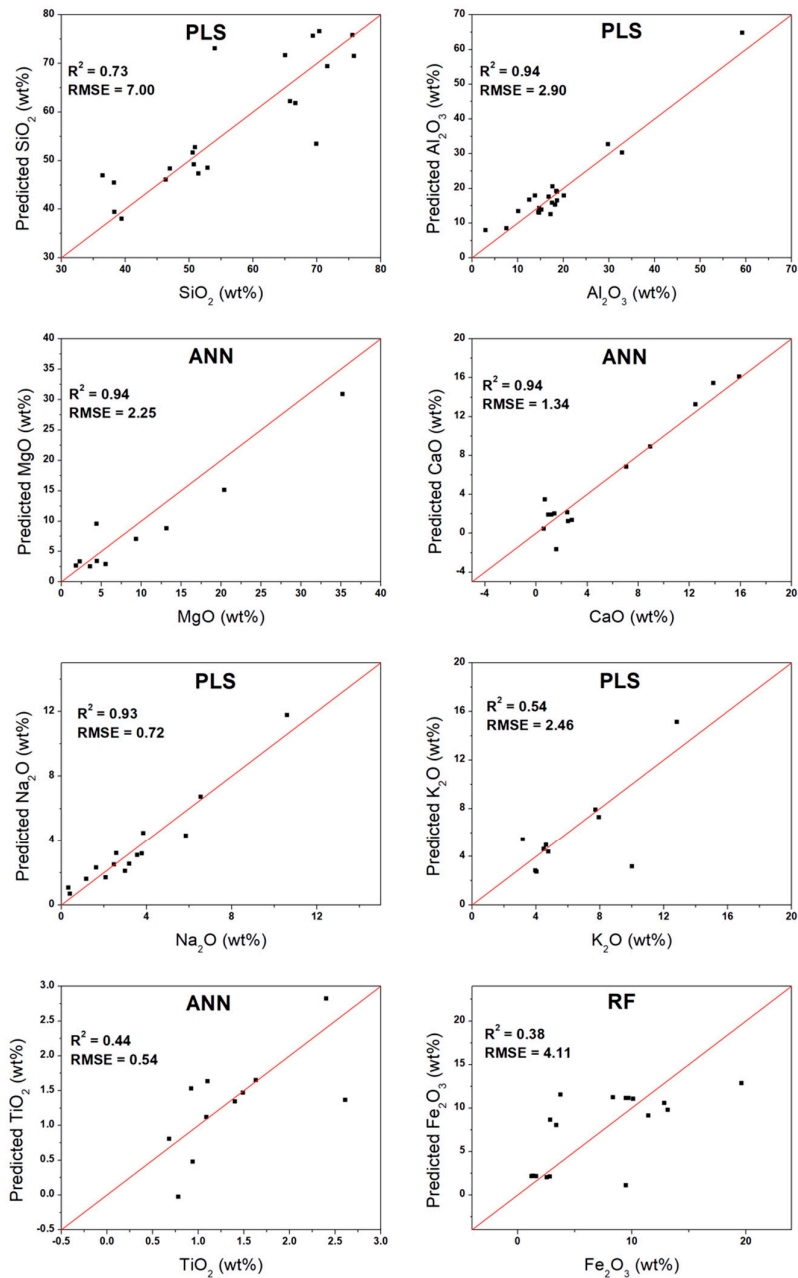 PLS
R² = 0.73
RMSE = 7.00
Predicted SiO₂ (wt%)
80
70
60
50
40
30
30 40 50 60 70 80
SiO₂ (wt%)
PLS
R² = 0.94
RMSE = 2.90
Predicted Al₂O₃ (wt%)
70
60
50
40
30
20
10
0
0 10 20 30 40 50 60 70
Al₂O₃ (wt%)
ANN
R² = 0.94
RMSE = 2.25
Predicted MgO (wt%)
40
35
30
25
20
15
10
5
0
0 5 10 15 20 25 30 35 40
MgO (wt%)
ANN
R² = 0.94
RMSE = 1.34
Predicted CaO (wt%)
20
16
12
8
4
0
-4
-4 0 4 8 12 16 20
CaO (wt%)
PLS
R² = 0.93
RMSE = 0.72
Predicted Na₂O (wt%)
12
8
4
0
0 4 8 12
Na₂O (wt%)
PLS
R² = 0.54
RMSE = 2.46
Predicted K₂O (wt%)
20
16
12
8
4
0
0 4 8 12 16 20
K₂O (wt%)
ANN
R² = 0.44
RMSE = 0.54
Predicted TiO₂ (wt%)
3.0
2.5
2.0
1.5
1.0
0.5
0.0
-0.5
-0.5 0.0 0.5 1.0 1.5 2.0 2.5 3.0
TiO₂ (wt%)
RF
R² = 0.38
RMSE = 4.11
Predicted Fe₂O₃ (wt%)
20
15
10
5
0
0 10 20
Fe₂O₃ (wt%)